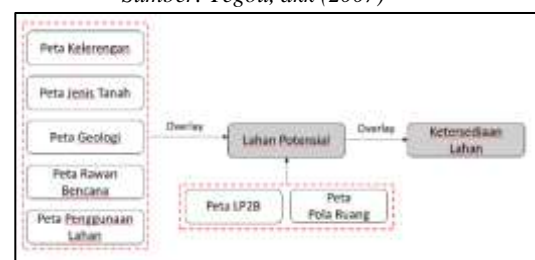 Sumber: Tegou, dkk (2007)
Peta Kelerengan
Peta Jenis Tanah
Peta Geologi
Peta Rawan
Bencana
Peta Penggunaan
Lahan
Overlay
Lahan Potensial
Overlay
Ketersediaan
Lahan
Peta LP2B
Peta
Pola Ruang